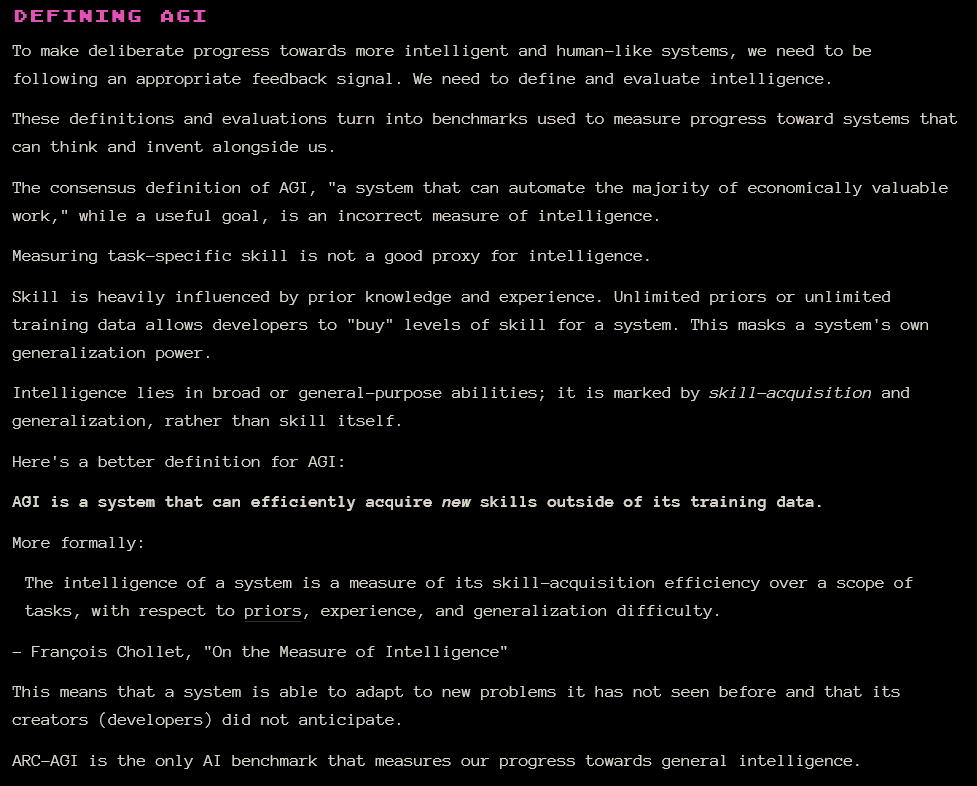 DEFINING AGI
To make deliberate progress towards more intelligent and human-like systems, we need to be
following an appropriate feedback signal. We need to define and evaluate intelligence.
These definitions and evaluations turn into benchmarks used to measure progress toward systems that
can think and invent alongside us.
The consensus definition of AGI, "a system that can automate the majority of economically valuable
work," while a useful goal, is an incorrect measure of intelligence.
Measuring task-specific skill is not a good proxy for intelligence.
Skill is heavily influenced by prior knowledge and experience. Unlimited priors or unlimited
training data allows developers to "buy" levels of skill for a system. This masks a system's own
generalization power.
Intelligence lies in broad or general-purpose abilities; it is marked by skill-acquisition and
generalization, rather than skill itself.
Here's a better definition for AGI:
AGI is a system that can efficiently acquire new skills outside of its training data.
More formally:
The intelligence of a system is a measure of its skill-acquisition efficiency over a scope of
tasks, with respect to priors, experience, and generalization difficulty.
- François Chollet, "On the Measure of Intelligence"
This means that a system is able to adapt to new problems it has not seen before and that its
creators (developers) did not anticipate.
ARC-AGI is the only AI benchmark that measures our progress towards general intelligence.